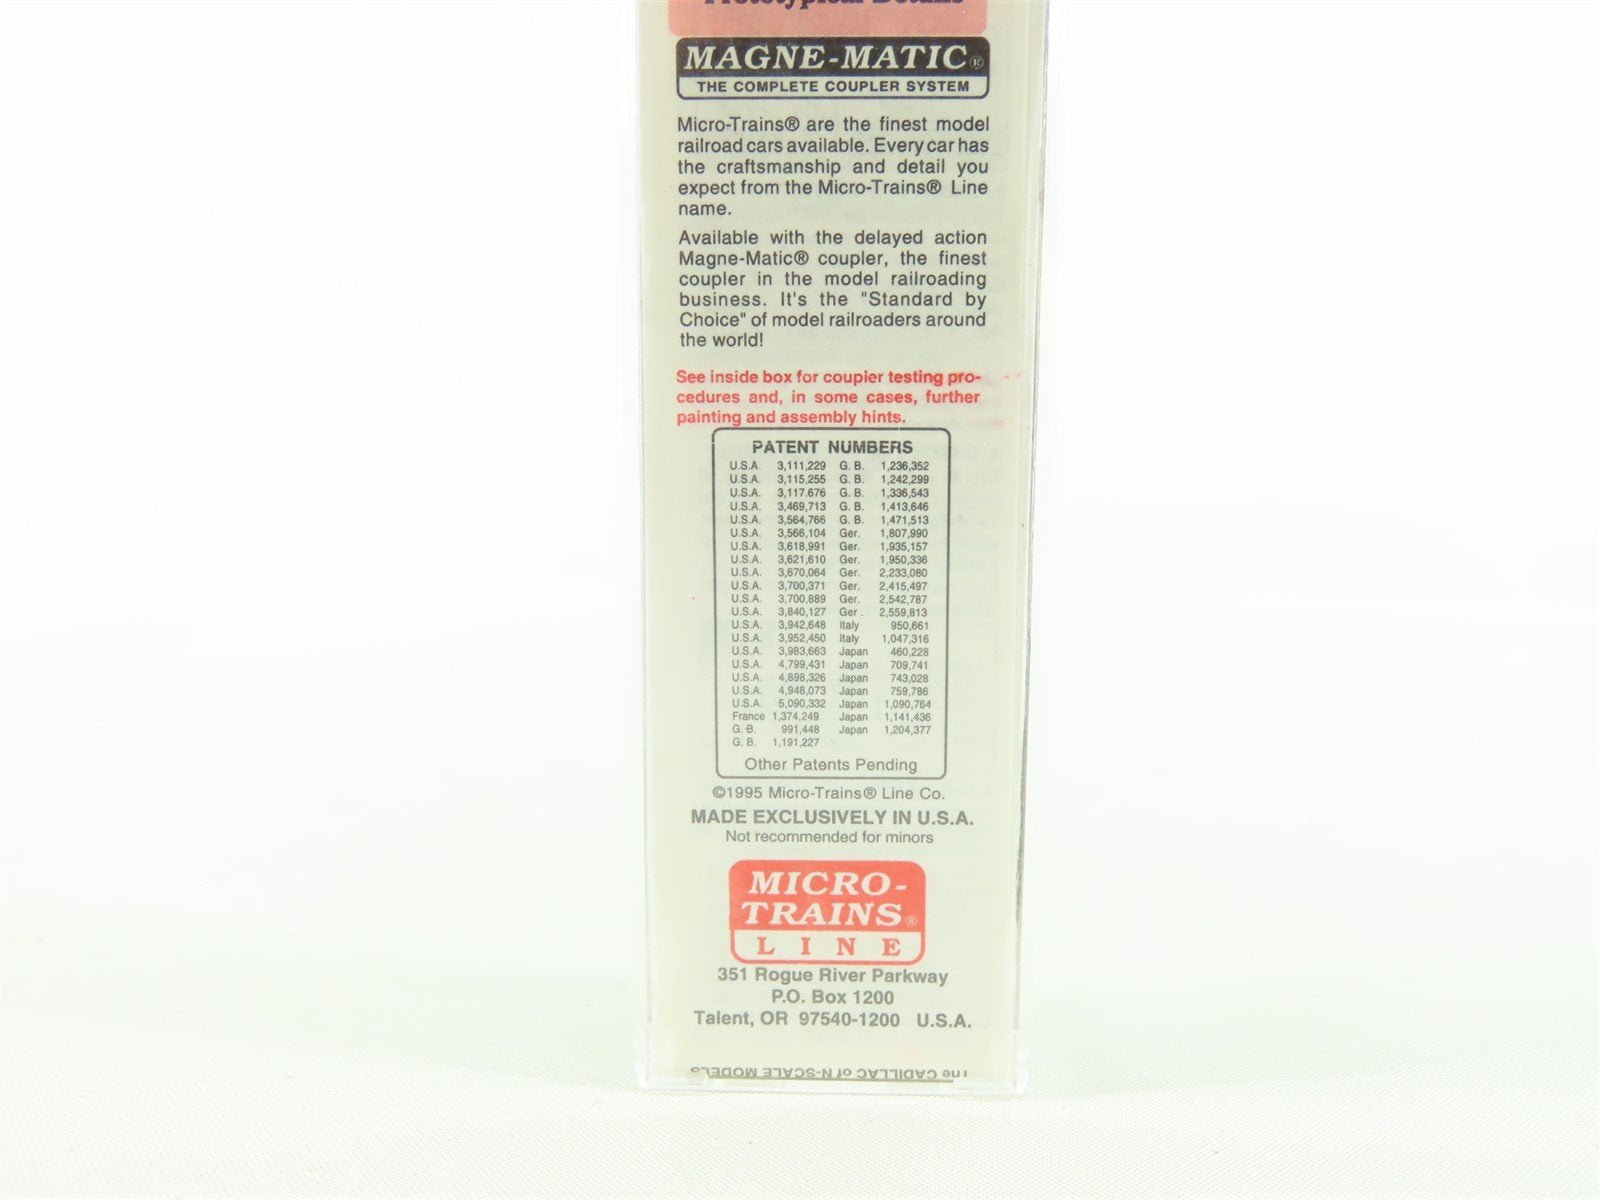 Prototypical Details
MAGNE-MATIC®
THE COMPLETE COUPLER SYSTEM
Micro-Trains® are the finest model
railroad cars available. Every car has
the craftsmanship and detail you
expect from the Micro-Trains® Line
name.
Available with the delayed action
Magne-Matic® coupler, the finest
coupler in the model railroading
business. It's the "Standard by
Choice" of model railroaders around
the world!
See inside box for coupler testing pro-
cedures and, in some cases, further
painting and assembly hints.
PATENT NUMBERS
U.S.A. 3,111,229 G. B. 1,236,352
U.S.A. 3,115,255 G. B. 1,242,299
U.S.A. 3,117,676 G. B. 1,336,543
U.S.A. 3,469,713 G. B. 1,413,646
U.S.A. 3,564,766 G. B. 1,471,513
U.S.A. 3,566,104 Ger. 1,807,990
U.S.A. 3,618,991 Ger. 1,935,157
U.S.A. 3,621,610 Ger. 1,950,336
U.S.A. 3,670,064 Ger. 2,233,080
U.S.A. 3,700,371 Ger. 2,415,497
U.S.A. 3,700,889 Ger. 2,542,787
U.S.A. 3,840,127 Ger. 2,559,813
U.S.A. 3,942,648 Italy 950,661
U.S.A. 3,952,450 Italy 1,047,316
U.S.A. 3,983,663 Japan 460,228
U.S.A. 4,799,431 Japan 709,741
U.S.A. 4,898,326 Japan 743,028
U.S.A. 4,948,073 Japan 759,786
U.S.A. 5,090,332 Japan 1,090,764
France 1,374,249 Japan 1,141,436
G. B. 991,448 Japan 1,204,377
G. B. 1,191,227
Other Patents Pending
©1995 Micro-Trains® Line Co.
MADE EXCLUSIVELY IN U.S.A.
Not recommended for minors
MICRO-
TRAINS®
LINE
351 Rogue River Parkway
P.O. Box 1200
Talent, OR 97540-1200 U.S.A.
The CADILLAC of N-SCALE MODELS